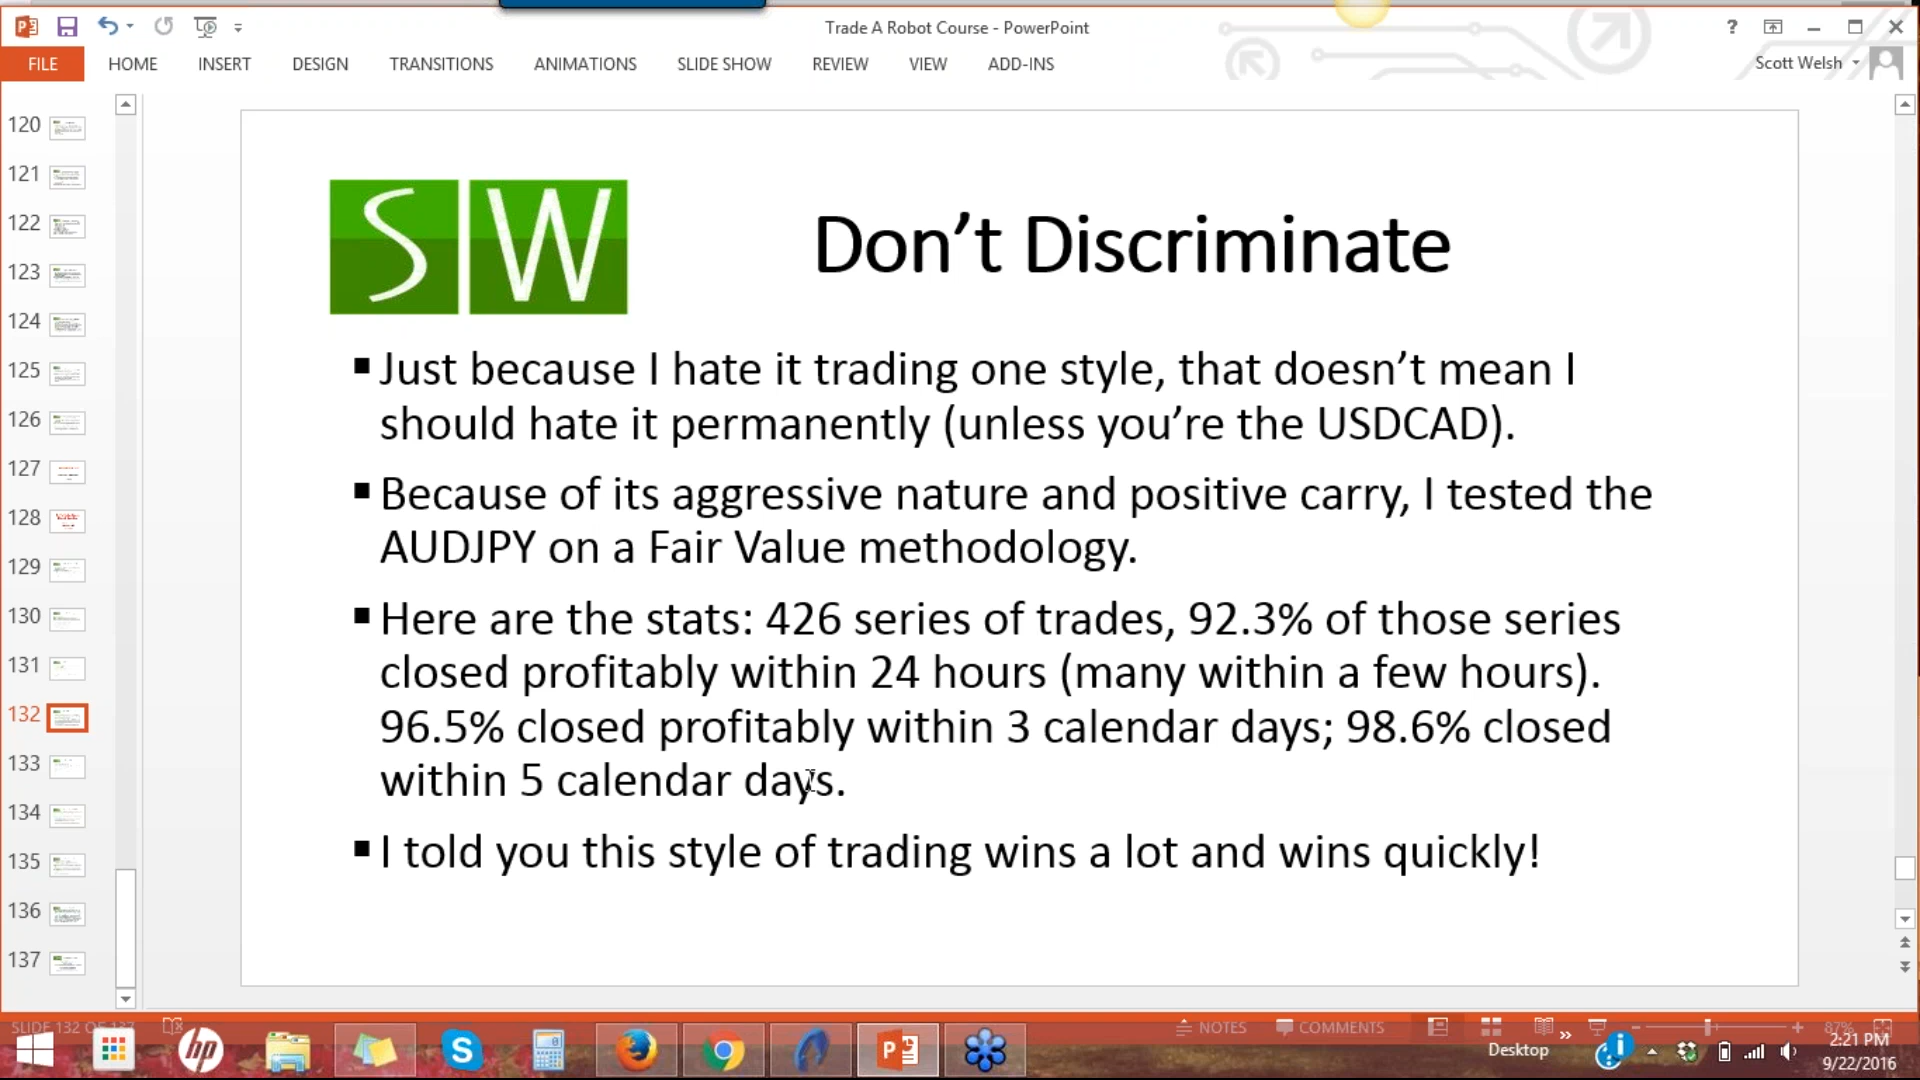 Trade A Robot Course - PowerPoint
?
FILE HOME INSERT DESIGN TRANSITIONS ANIMATIONS SLIDE SHOW REVIEW VIEW ADD-INS
Scott Welsh
120
121
122
123
124
125
126
127
128
129
130
131
132
133
134
135
136
137
S W
Don’t Discriminate
▪ Just because I hate it trading one style, that doesn’t mean I
should hate it permanently (unless you’re the USDCAD).
▪ Because of its aggressive nature and positive carry, I tested the
AUDJPY on a Fair Value methodology.
▪ Here are the stats: 426 series of trades, 92.3% of those series
closed profitably within 24 hours (many within a few hours).
96.5% closed profitably within 3 calendar days; 98.6% closed
within 5 calendar days.
▪ I told you this style of trading wins a lot and wins quickly!
SLIDE 132 OF 137
NOTES COMMENTS 87%
hp
S
P
Desktop
2:21 PM
9/22/2016